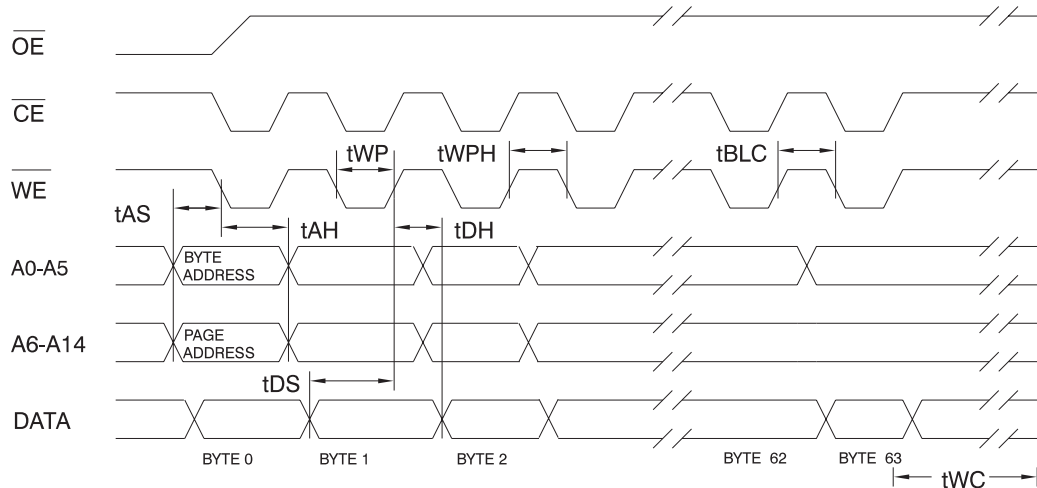 OE
CE
tWP
tWPH
tBLC
WE
tAS
tAH
tDH
A0-A5
BYTE
ADDRESS
A6-A14
PAGE
ADDRESS
tDS
DATA
BYTE 0
BYTE 1
BYTE 2
BYTE 62
BYTE 63
tWC